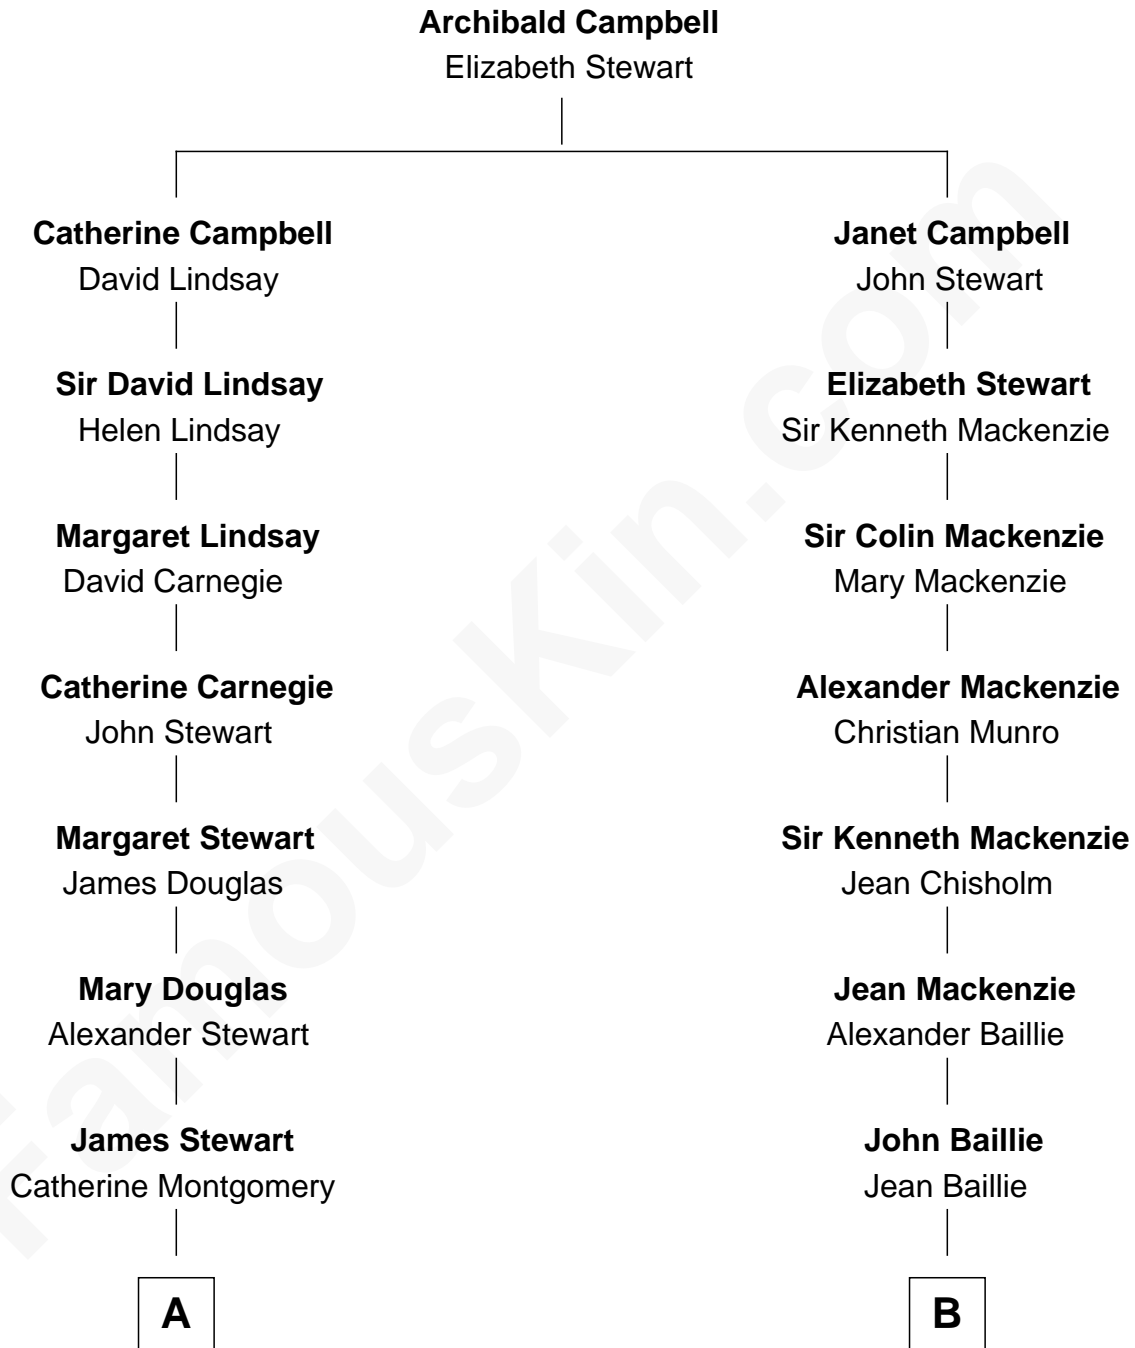 Archibald Campbell
Elizabeth Stewart
Catherine Campbell
David Lindsay
Janet Campbell
John Stewart
Sir David Lindsay
Helen Lindsay
Elizabeth Stewart
Sir Kenneth Mackenzie
Margaret Lindsay
David Carnegie
Sir Colin Mackenzie
Mary Mackenzie
Catherine Carnegie
John Stewart
Alexander Mackenzie
Christian Munro
Margaret Stewart
James Douglas
Sir Kenneth Mackenzie
Jean Chisholm
Mary Douglas
Alexander Stewart
Jean Mackenzie
Alexander Baillie
James Stewart
Catherine Montgomery
John Baillie
Jean Baillie
A
B
FamousKin.com